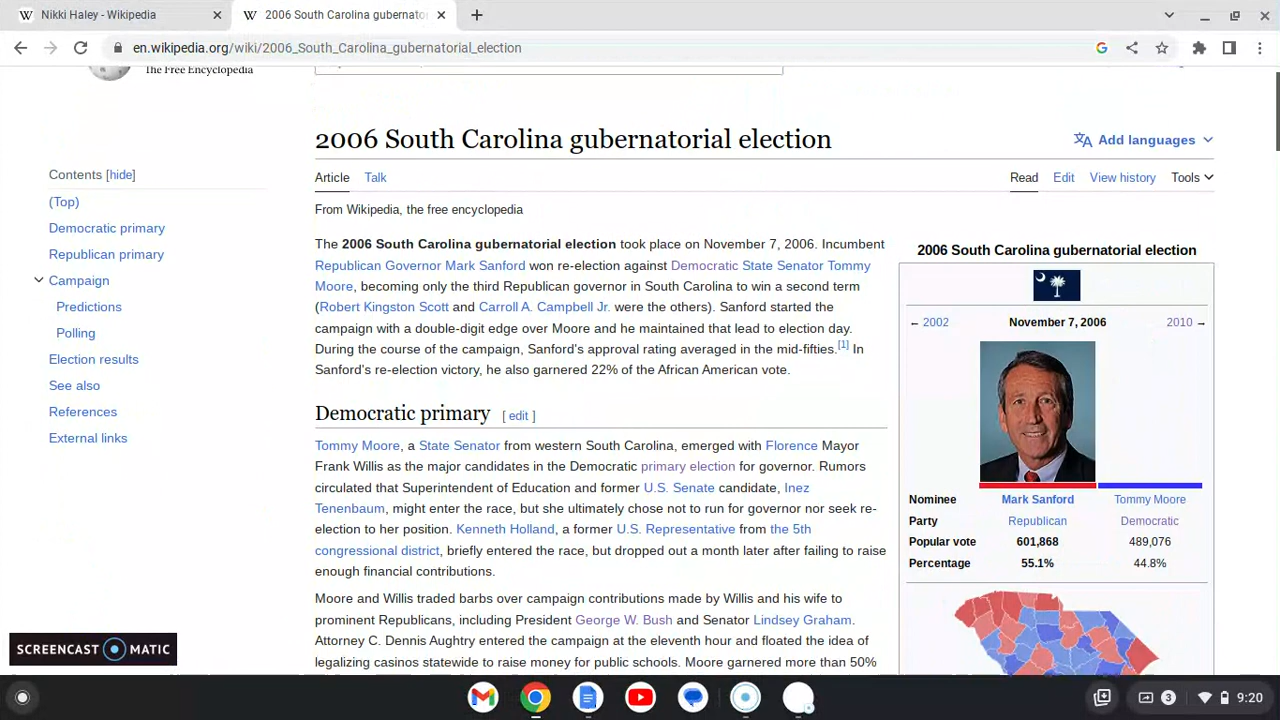 Nikki Haley - Wikipedia
2006 South Carolina gubernator
en.wikipedia.org/wiki/2006_South_Carolina_gubernatorial_election
The Free Encyclopedia
2006 South Carolina gubernatorial election
Add languages
Contents [hide]
(Top)
Democratic primary
Republican primary
Campaign
Predictions
Polling
Election results
See also
References
External links
Article Talk
Read Edit View history Tools
From Wikipedia, the free encyclopedia
The 2006 South Carolina gubernatorial election took place on November 7, 2006. Incumbent
Republican Governor Mark Sanford won re-election against Democratic State Senator Tommy
Moore, becoming only the third Republican governor in South Carolina to win a second term
(Robert Kingston Scott and Carroll A. Campbell Jr. were the others). Sanford started the
campaign with a double-digit edge over Moore and he maintained that lead to election day.
During the course of the campaign, Sanford's approval rating averaged in the mid-fifties.[1] In
Sanford's re-election victory, he also garnered 22% of the African American vote.
Democratic primary [ edit ]
Tommy Moore, a State Senator from western South Carolina, emerged with Florence Mayor
Frank Willis as the major candidates in the Democratic primary election for governor. Rumors
circulated that Superintendent of Education and former U.S. Senate candidate, Inez
Tenenbaum, might enter the race, but she ultimately chose not to run for governor nor seek re-
election to her position. Kenneth Holland, a former U.S. Representative from the 5th
congressional district, briefly entered the race, but dropped out a month later after failing to raise
enough financial contributions.
Moore and Willis traded barbs over campaign contributions made by Willis and his wife to
prominent Republicans, including President George W. Bush and Senator Lindsey Graham.
Attorney C. Dennis Aughtry entered the campaign at the eleventh hour and floated the idea of
legalizing casinos statewide to raise money for public schools. Moore garnered more than 50%
2006 South Carolina gubernatorial election
← 2002 November 7, 2006 2010 →
Nominee Mark Sanford Tommy Moore
Party Republican Democratic
Popular vote 601,868 489,076
Percentage 55.1% 44.8%
SCREENCAST MATIC
3 9:20